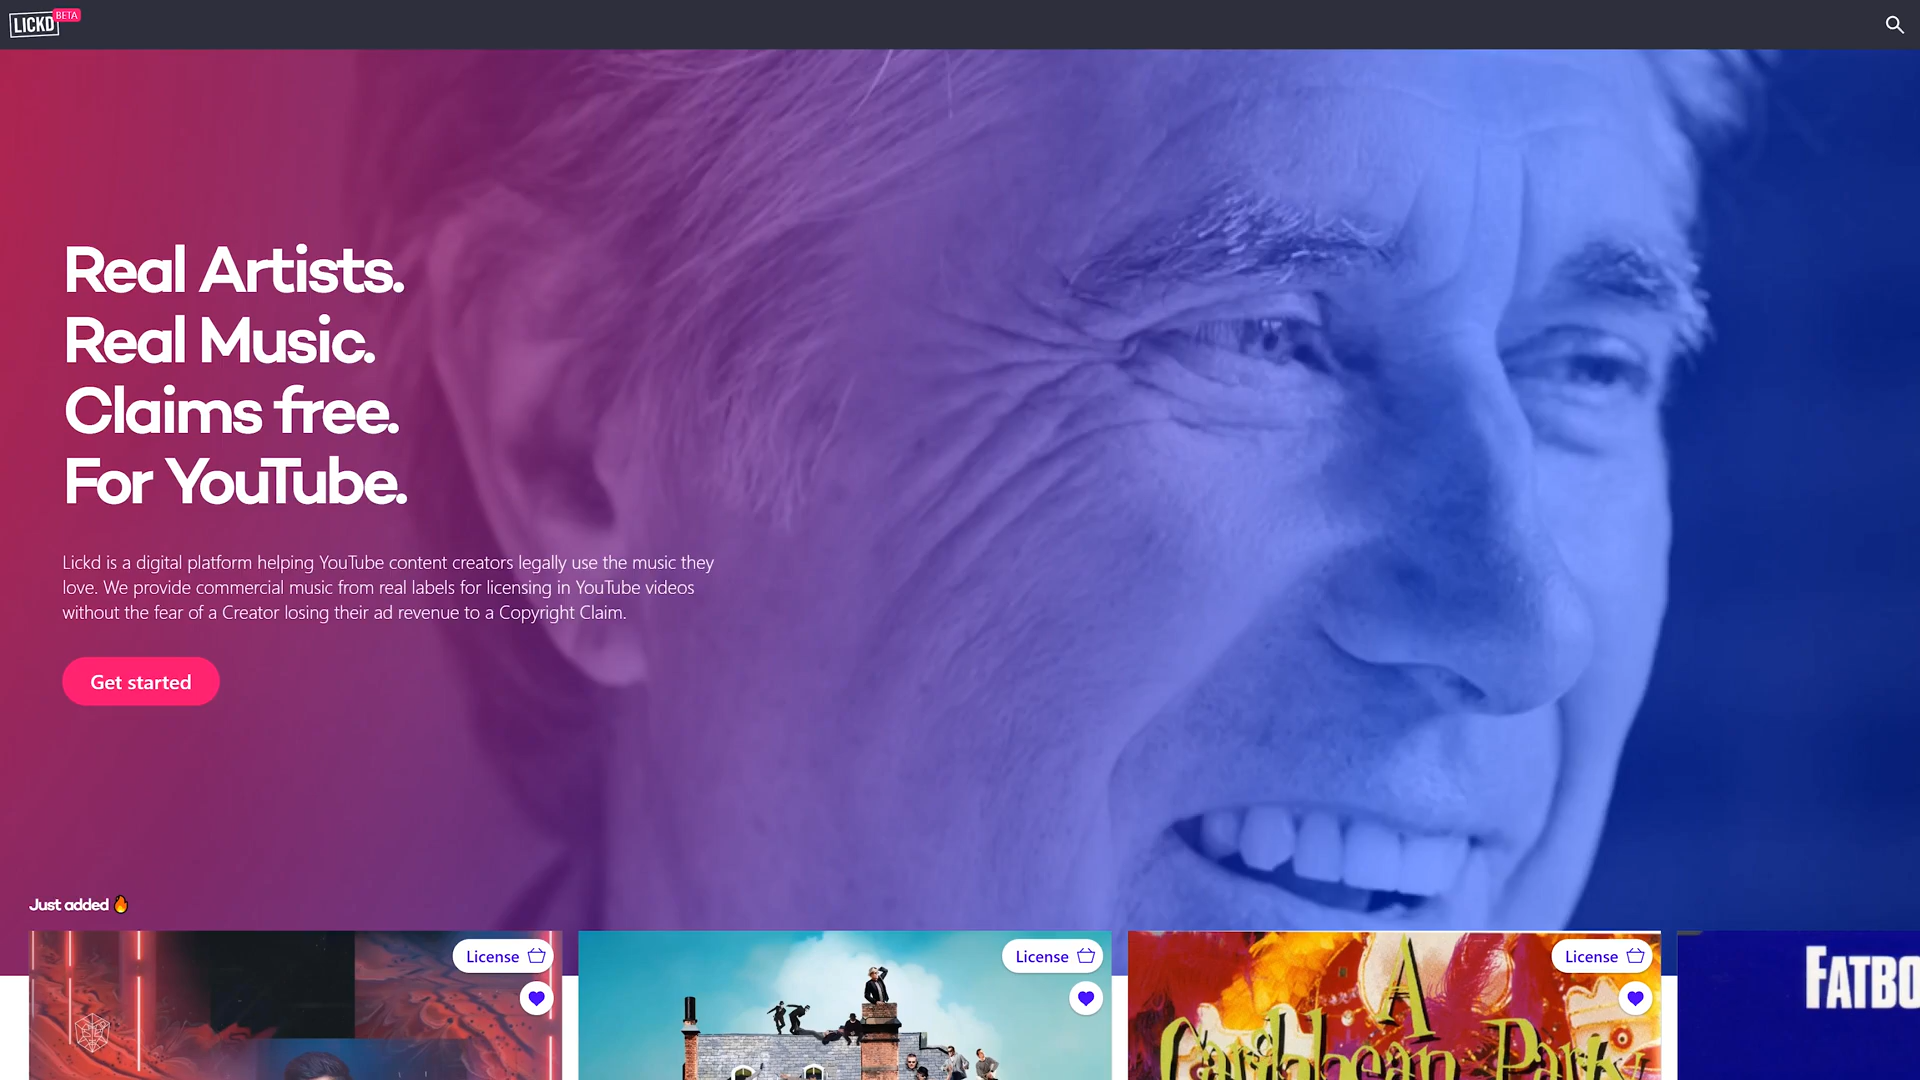 LICKD BETA
Real Artists.
Real Music.
Claims free.
For YouTube.
Lickd is a digital platform helping YouTube content creators legally use the music they
love. We provide commercial music from real labels for licensing in YouTube videos
without the fear of a Creator losing their ad revenue to a Copyright Claim.
Get started
Just added 🔥
License
License
License
A
Caribbean Party
FATBO